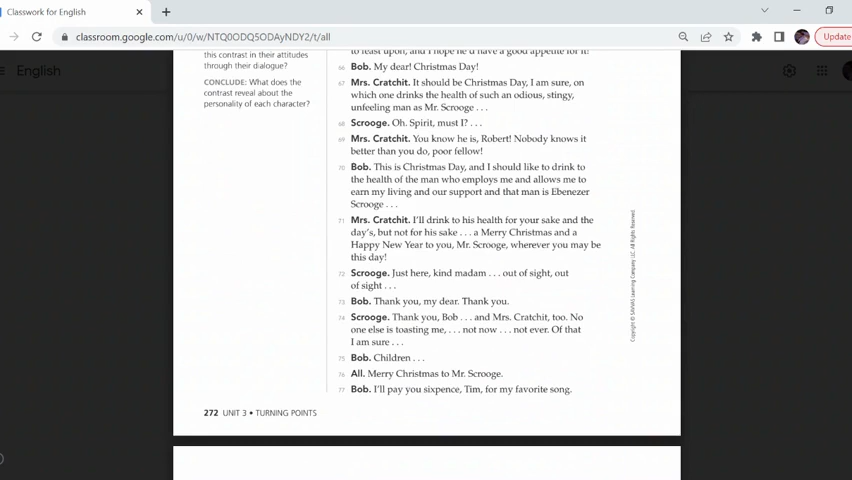 Classwork for English
classroom.google.com/u/0/w/NTQ0ODQ5ODAyNDY2/t/all
Update
English
this contrast in their attitudes
through their dialogue?
CONCLUDE: What does the
contrast reveal about the
personality of each character?
to feast upon, and I hope he'd have a good appetite for it!
66 Bob. My dear! Christmas Day!
67 Mrs. Cratchit. It should be Christmas Day, I am sure, on
which one drinks the health of such an odious, stingy,
unfeeling man as Mr. Scrooge . . .
68 Scrooge. Oh. Spirit, must I? . . .
69 Mrs. Cratchit. You know he is, Robert! Nobody knows it
better than you do, poor fellow!
70 Bob. This is Christmas Day, and I should like to drink to
the health of the man who employs me and allows me to
earn my living and our support and that man is Ebenezer
Scrooge . . .
71 Mrs. Cratchit. I'll drink to his health for your sake and the
day's, but not for his sake . . . a Merry Christmas and a
Happy New Year to you, Mr. Scrooge, wherever you may be
this day!
72 Scrooge. Just here, kind madam . . . out of sight, out
of sight . . .
73 Bob. Thank you, my dear. Thank you.
74 Scrooge. Thank you, Bob . . . and Mrs. Cratchit, too. No
one else is toasting me, . . . not now . . . not ever. Of that
I am sure . . .
75 Bob. Children . . .
76 All. Merry Christmas to Mr. Scrooge.
77 Bob. I'll pay you sixpence, Tim, for my favorite song.
Copyright © SAVVAS Learning Company LLC. All Rights Reserved.
272 UNIT 3 • TURNING POINTS